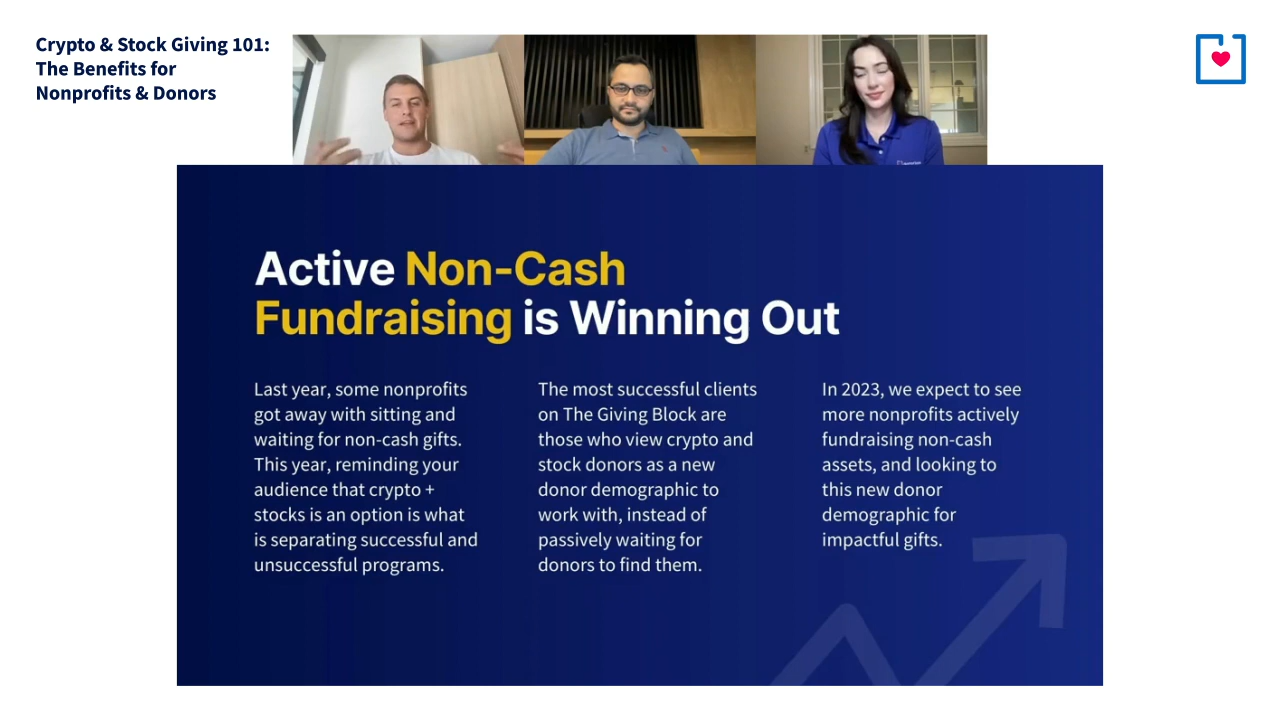 Crypto & Stock Giving 101:
The Benefits for
Nonprofits & Donors
Active Non-Cash
Fundraising is Winning Out
Last year, some nonprofits
got away with sitting and
waiting for non-cash gifts.
This year, reminding your
audience that crypto +
stocks is an option is what
is separating successful and
unsuccessful programs.
The most successful clients
on The Giving Block are
those who view crypto and
stock donors as a new
donor demographic to
work with, instead of
passively waiting for
donors to find them.
In 2023, we expect to see
more nonprofits actively
fundraising non-cash
assets, and looking to
this new donor
demographic for
impactful gifts.